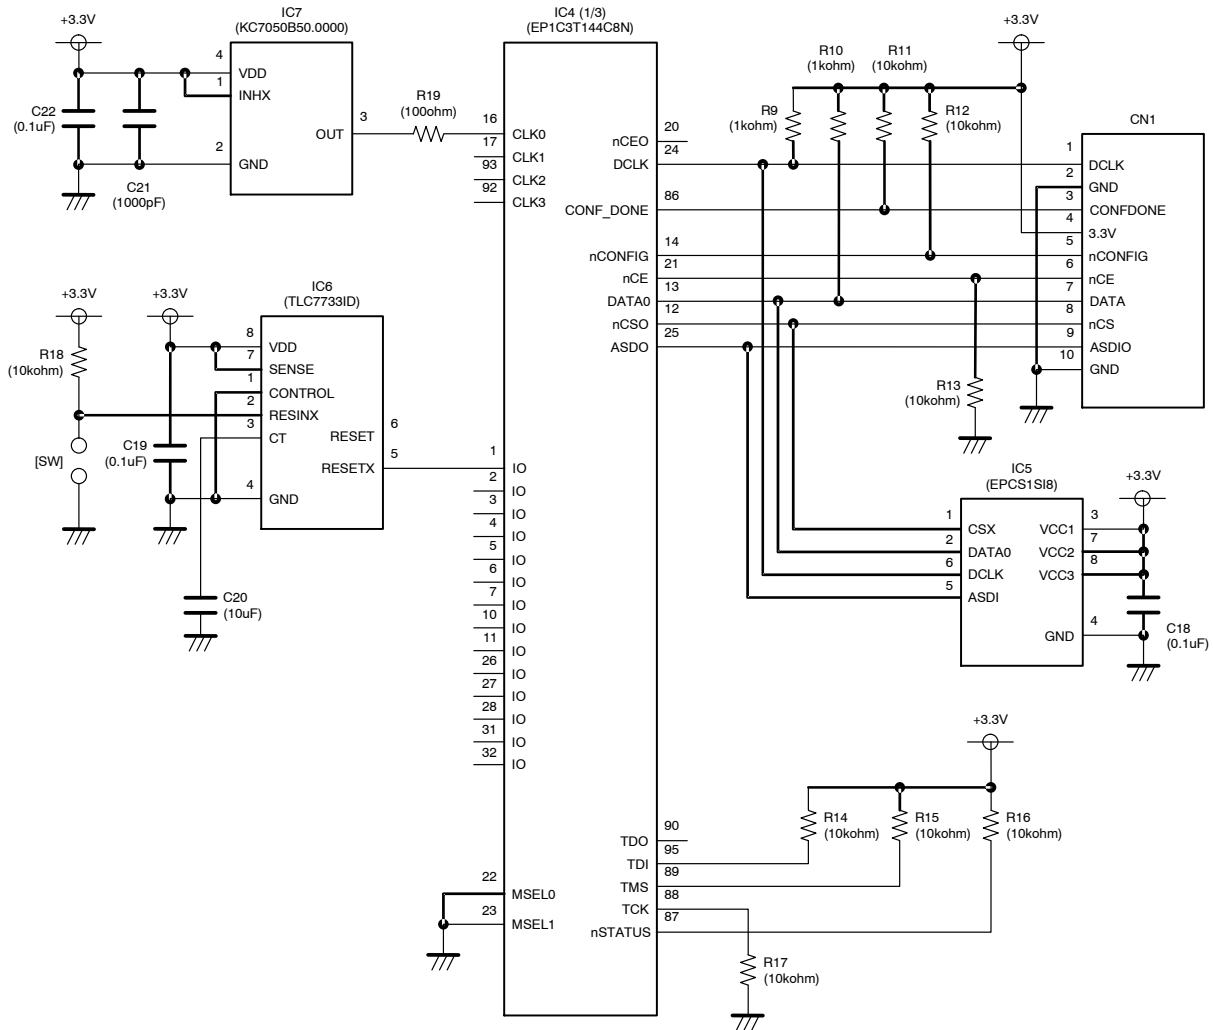 +3.3V
IC7
(KC7050B50.0000)
4
VDD
1
INHX
C22
(0.1uF)
3
OUT
2
GND
C21
(1000pF)
R19
(100ohm)
IC4 (1/3)
(EP1C3T144C8N)
16
CLK0
17
CLK1
93
CLK2
92
CLK3
20
nCEO
24
DCLK
86
CONF_DONE
14
nCONFIG
21
nCE
13
DATA0
12
nCSO
25
ASDO
R10
(1kohm)
R11
(10kohm)
+3.3V
R9
(1kohm)
R12
(10kohm)
CN1
1
DCLK
2
GND
3
CONFDONE
4
3.3V
5
nCONFIG
6
nCE
7
DATA
8
nCS
9
ASDIO
10
GND
R13
(10kohm)
+3.3V
+3.3V
IC6
(TLC7733ID)
R18
(10kohm)
8
VDD
7
SENSE
1
CONTROL
2
RESINX
3
CT
6
RESET
5
RESETX
4
GND
[SW]
C19
(0.1uF)
C20
(10uF)
1
IO
2
IO
3
IO
4
IO
5
IO
6
IO
7
IO
10
IO
11
IO
26
IO
27
IO
28
IO
31
IO
32
IO
IC5
(EPCS1SI8)
+3.3V
1
CSX
2
DATA0
6
DCLK
5
ASDI
3
VCC1
7
VCC2
8
VCC3
4
GND
C18
(0.1uF)
+3.3V
R14
(10kohm)
R15
(10kohm)
R16
(10kohm)
90
TDO
95
TDI
89
TMS
88
TCK
87
nSTATUS
22
MSEL0
23
MSEL1
R17
(10kohm)